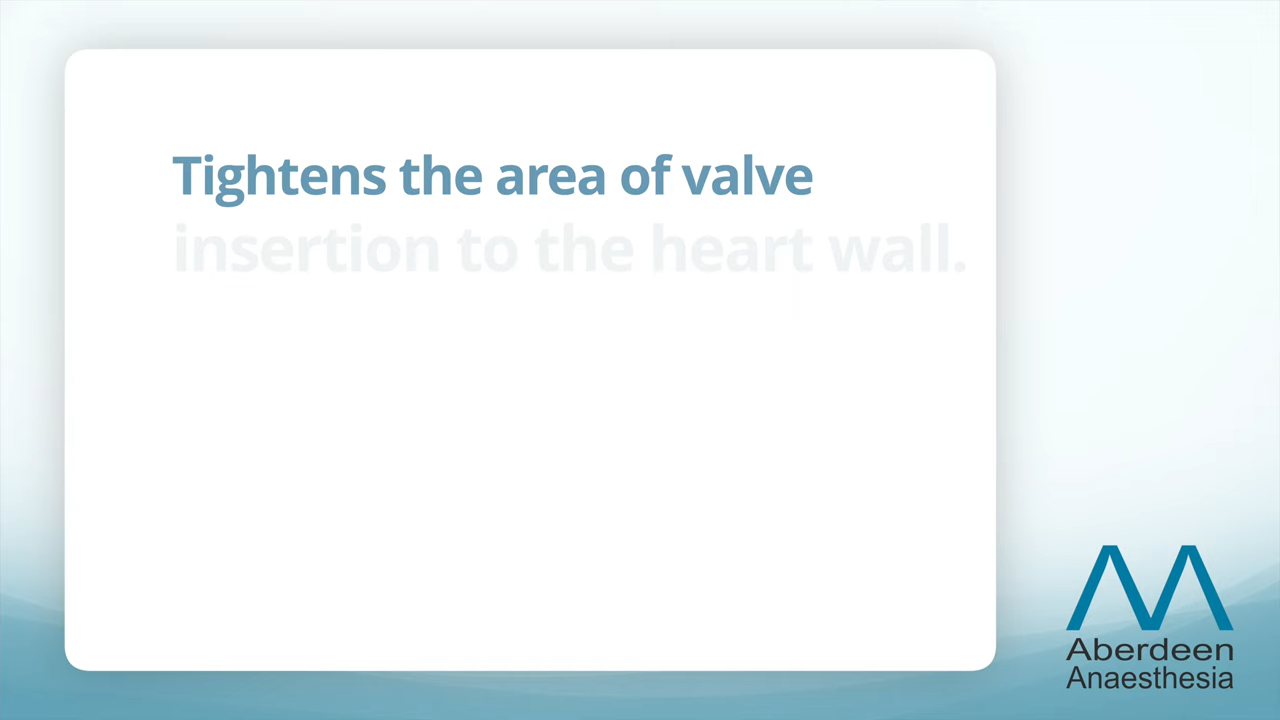 Tightens the area of valve
insertion to the heart wall.
Aberdeen
Anaesthesia